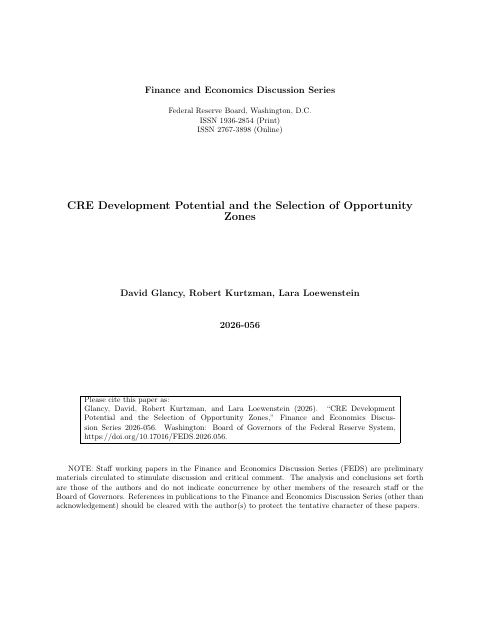 Finance and Economics Discussion Series
Federal Reserve Board, Washington, D.C.
ISSN 1936-2854 (Print)
ISSN 2767-3898 (Online)
CRE Development Potential and the Selection of Opportunity
Zones
David Glancy, Robert Kurtzman, Lara Loewenstein
2026-056
Please cite this paper as:
Glancy, David, Robert Kurtzman, and Lara Loewenstein (2026). “CRE Development
Potential and the Selection of Opportunity Zones,” Finance and Economics Discus-
sion Series 2026-056. Washington: Board of Governors of the Federal Reserve System,
https://doi.org/10.17016/FEDS.2026.056.
NOTE: Staff working papers in the Finance and Economics Discussion Series (FEDS) are preliminary
materials circulated to stimulate discussion and critical comment. The analysis and conclusions set forth
are those of the authors and do not indicate concurrence by other members of the research staff or the
Board of Governors. References in publications to the Finance and Economics Discussion Series (other than
acknowledgement) should be cleared with the author(s) to protect the tentative character of these papers.